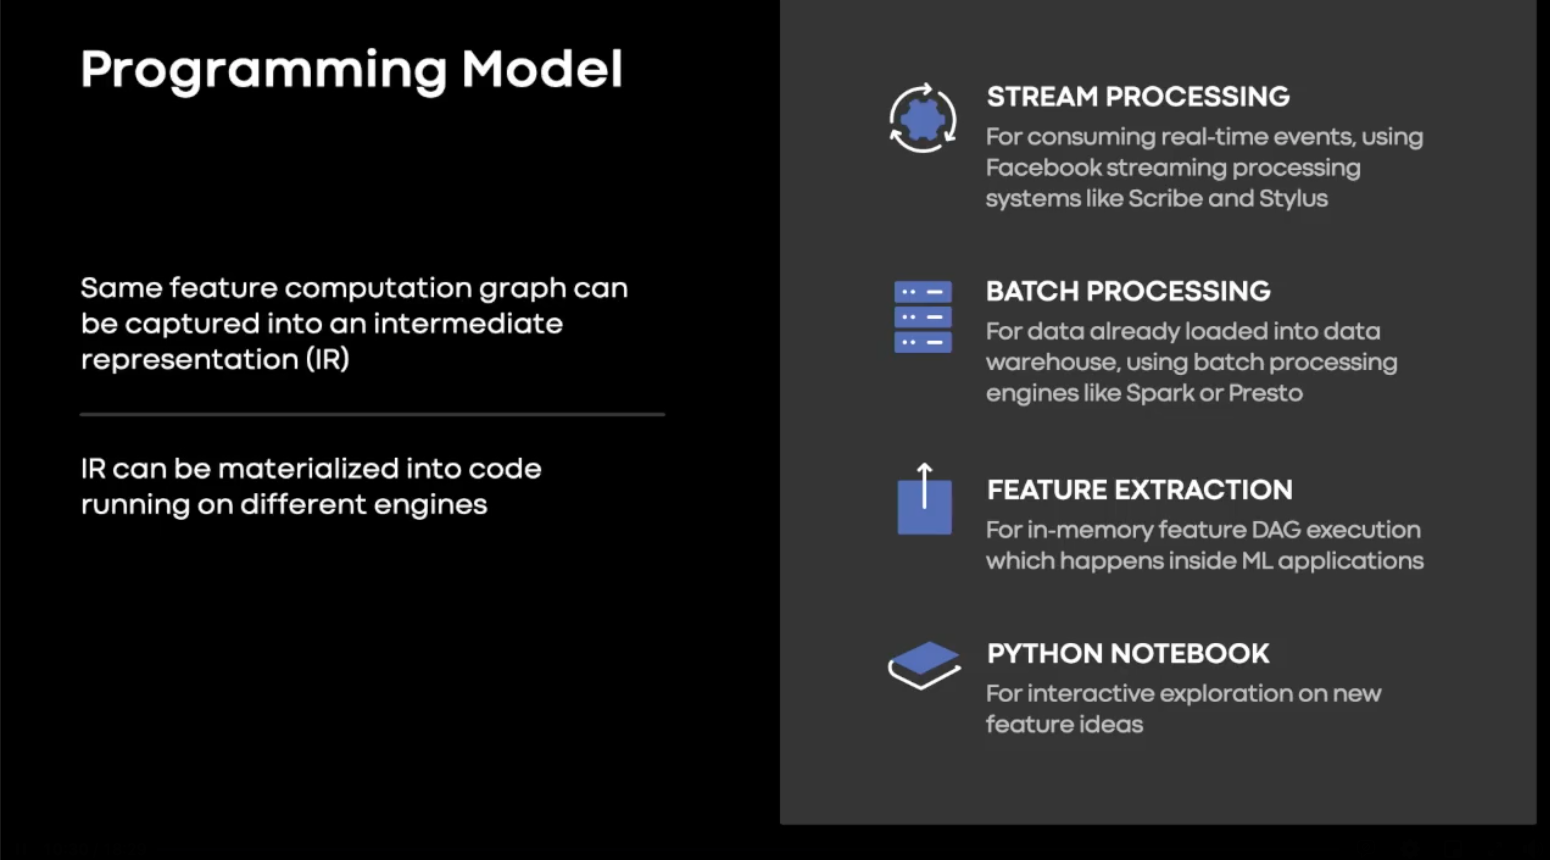 Programming Model
Same feature computation graph can
be captured into an intermediate
representation (IR)
IR can be materialized into code
running on different engines
STREAM PROCESSING
For consuming real-time events, using
Facebook streaming processing
systems like Scribe and Stylus
BATCH PROCESSING
For data already loaded into data
warehouse, using batch processing
engines like Spark or Presto
FEATURE EXTRACTION
For in-memory feature DAG execution
which happens inside ML applications
PYTHON NOTEBOOK
For interactive exploration on new
feature ideas